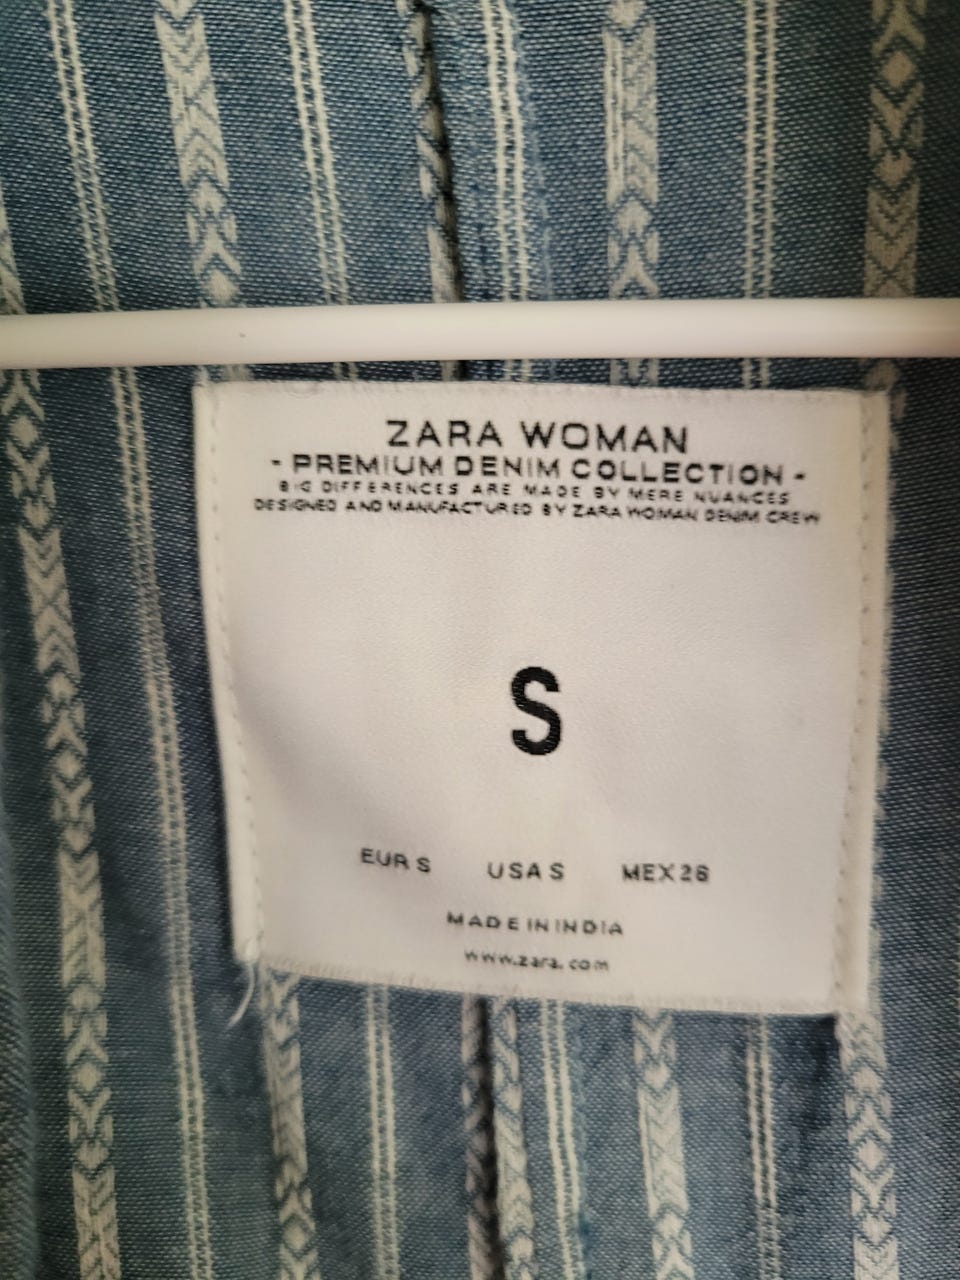 ZARA WOMAN
- PREMIUM DENIM COLLECTION -
BIG DIFFERENCES ARE MADE BY MERE NUANCES
DESIGNED AND MANUFACTURED BY ZARA WOMAN DENIM CREW
S
EUR S USA S MEX 26
MADE IN INDIA
www.zara.com